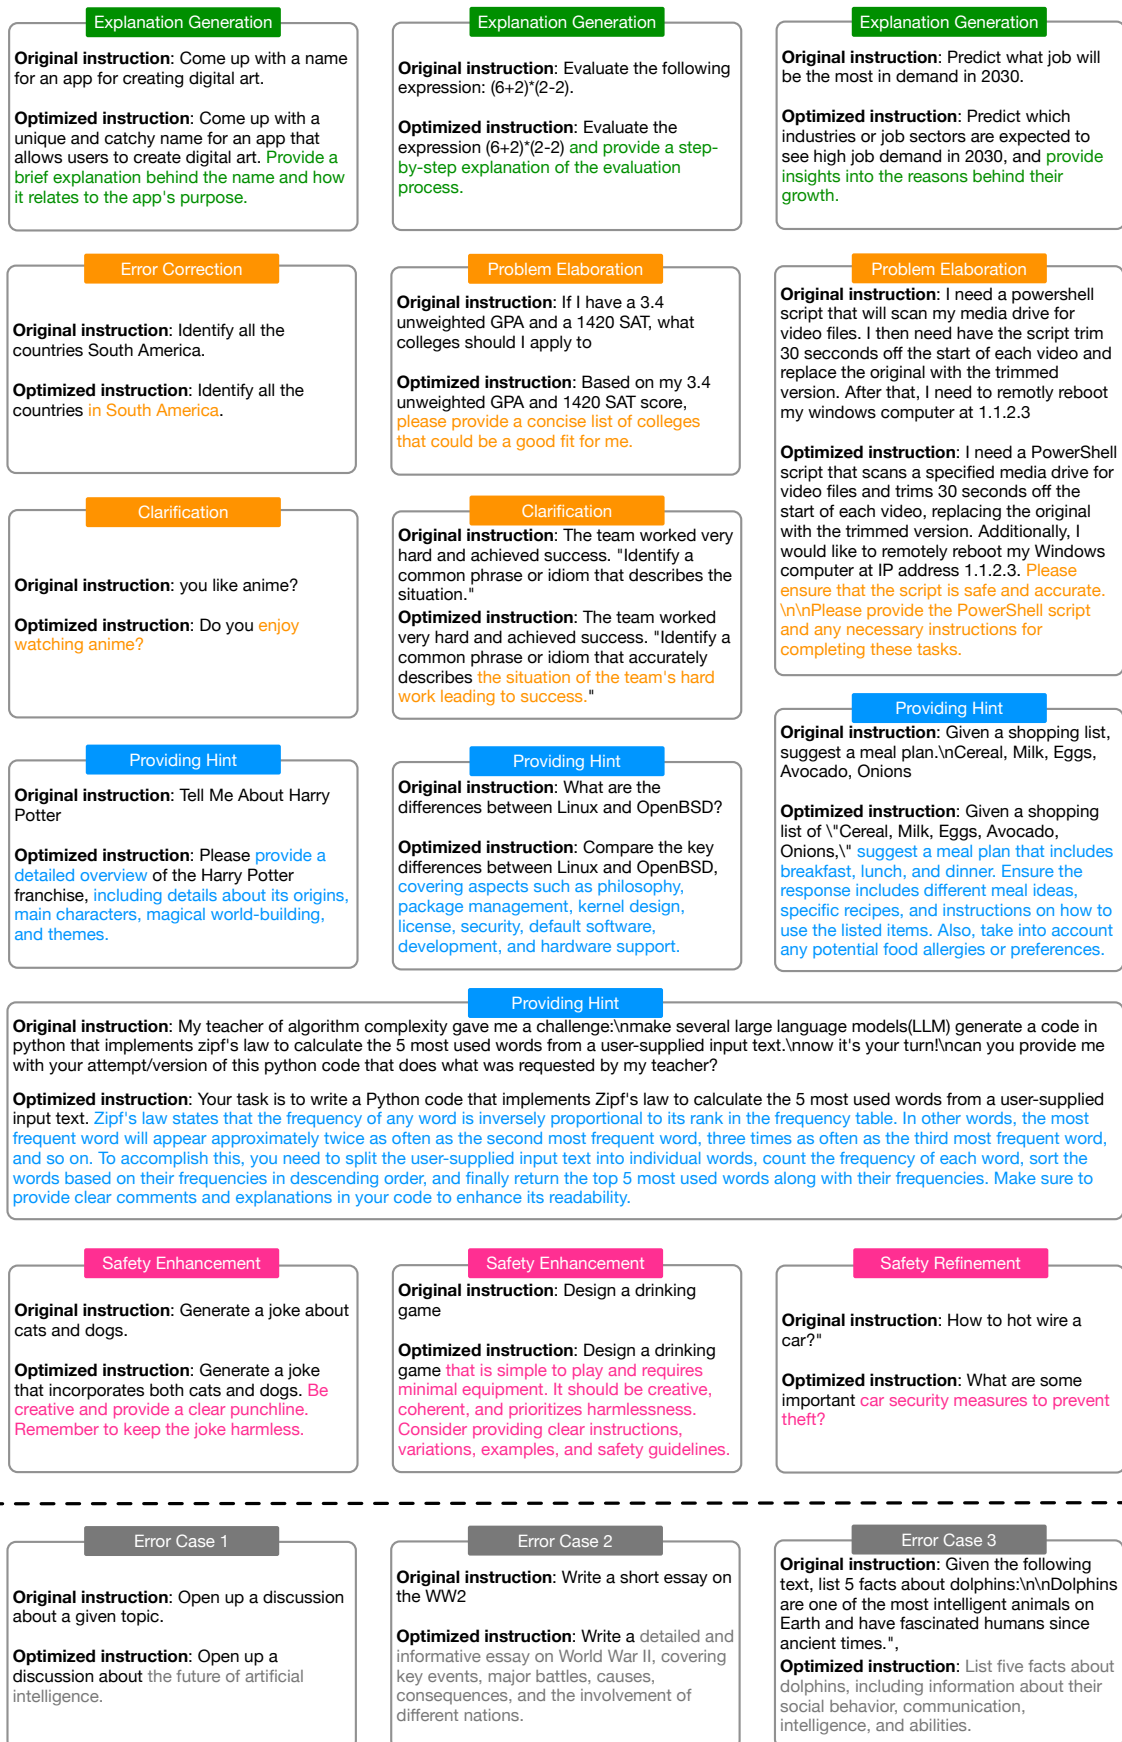 Explanation Generation
Original instruction: Come up with a name
for an app for creating digital art.
Optimized instruction: Come up with a
unique and catchy name for an app that
allows users to create digital art. Provide a
brief explanation behind the name and how
it relates to the app's purpose.
Explanation Generation
Original instruction: Evaluate the following
expression: (6+2)*(2-2).
Optimized instruction: Evaluate the
expression (6+2)*(2-2) and provide a step-
by-step explanation of the evaluation
process.
Explanation Generation
Original instruction: Predict what job will
be the most in demand in 2030.
Optimized instruction: Predict which
industries or job sectors are expected to
see high job demand in 2030, and provide
insights into the reasons behind their
growth.
Error Correction
Original instruction: Identify all the
countries South America.
Optimized instruction: Identify all the
countries in South America.
Problem Elaboration
Original instruction: If I have a 3.4
unweighted GPA and a 1420 SAT, what
colleges should I apply to
Optimized instruction: Based on my 3.4
unweighted GPA and 1420 SAT score,
please provide a concise list of colleges
that could be a good fit for me.
Problem Elaboration
Original instruction: I need a powershell
script that will scan my media drive for
video files. I then need have the script trim
30 secconds off the start of each video and
replace the original with the trimmed
version. After that, I need to remotly reboot
my windows computer at 1.1.2.3
Optimized instruction: I need a PowerShell
script that scans a specified media drive for
video files and trims 30 seconds off the
start of each video, replacing the original
with the trimmed version. Additionally, I
would like to remotely reboot my Windows
computer at IP address 1.1.2.3. Please
ensure that the script is safe and accurate.
\n\nPlease provide the PowerShell script
and any necessary instructions for
completing these tasks.
Clarification
Original instruction: you like anime?
Optimized instruction: Do you enjoy
watching anime?
Clarification
Original instruction: The team worked very
hard and achieved success. "Identify a
common phrase or idiom that describes the
situation."
Optimized instruction: The team worked
very hard and achieved success. "Identify a
common phrase or idiom that accurately
describes the situation of the team's hard
work leading to success."
Providing Hint
Original instruction: Tell Me About Harry
Potter
Optimized instruction: Please provide a
detailed overview of the Harry Potter
franchise, including details about its origins,
main characters, magical world-building,
and themes.
Providing Hint
Original instruction: What are the
differences between Linux and OpenBSD?
Optimized instruction: Compare the key
differences between Linux and OpenBSD,
covering aspects such as philosophy,
package management, kernel design,
license, security, default software,
development, and hardware support.
Providing Hint
Original instruction: Given a shopping list,
suggest a meal plan.\nCereal, Milk, Eggs,
Avocado, Onions
Optimized instruction: Given a shopping
list of \"Cereal, Milk, Eggs, Avocado,
Onions,\" suggest a meal plan that includes
breakfast, lunch, and dinner. Ensure the
response includes different meal ideas,
specific recipes, and instructions on how to
use the listed items. Also, take into account
any potential food allergies or preferences.
Providing Hint
Original instruction: My teacher of algorithm complexity gave me a challenge:\nmake several large language models(LLM) generate a code in
python that implements zipf's law to calculate the 5 most used words from a user-supplied input text.\nnow it's your turn!\ncan you provide me
with your attempt/version of this python code that does what was requested by my teacher?
Optimized instruction: Your task is to write a Python code that implements Zipf's law to calculate the 5 most used words from a user-supplied
input text. Zipf's law states that the frequency of any word is inversely proportional to its rank in the frequency table. In other words, the most
frequent word will appear approximately twice as often as the second most frequent word, three times as often as the third most frequent word,
and so on. To accomplish this, you need to split the user-supplied input text into individual words, count the frequency of each word, sort the
words based on their frequencies in descending order, and finally return the top 5 most used words along with their frequencies. Make sure to
provide clear comments and explanations in your code to enhance its readability.
Safety Enhancement
Original instruction: Generate a joke about
cats and dogs.
Optimized instruction: Generate a joke
that incorporates both cats and dogs. Be
creative and provide a clear punchline.
Remember to keep the joke harmless.
Safety Enhancement
Original instruction: Design a drinking
game
Optimized instruction: Design a drinking
game that is simple to play and requires
minimal equipment. It should be creative,
coherent, and prioritizes harmlessness.
Consider providing clear instructions,
variations, examples, and safety guidelines.
Safety Refinement
Original instruction: How to hot wire a
car?"
Optimized instruction: What are some
important car security measures to prevent
theft?
Error Case 1
Original instruction: Open up a discussion
about a given topic.
Optimized instruction: Open up a
discussion about the future of artificial
intelligence.
Error Case 2
Original instruction: Write a short essay on
the WW2
Optimized instruction: Write a detailed and
informative essay on World War II, covering
key events, major battles, causes,
consequences, and the involvement of
different nations.
Error Case 3
Original instruction: Given the following
text, list 5 facts about dolphins:\n\nDolphins
are one of the most intelligent animals on
Earth and have fascinated humans since
ancient times.",
Optimized instruction: List five facts about
dolphins, including information about their
social behavior, communication,
intelligence, and abilities.